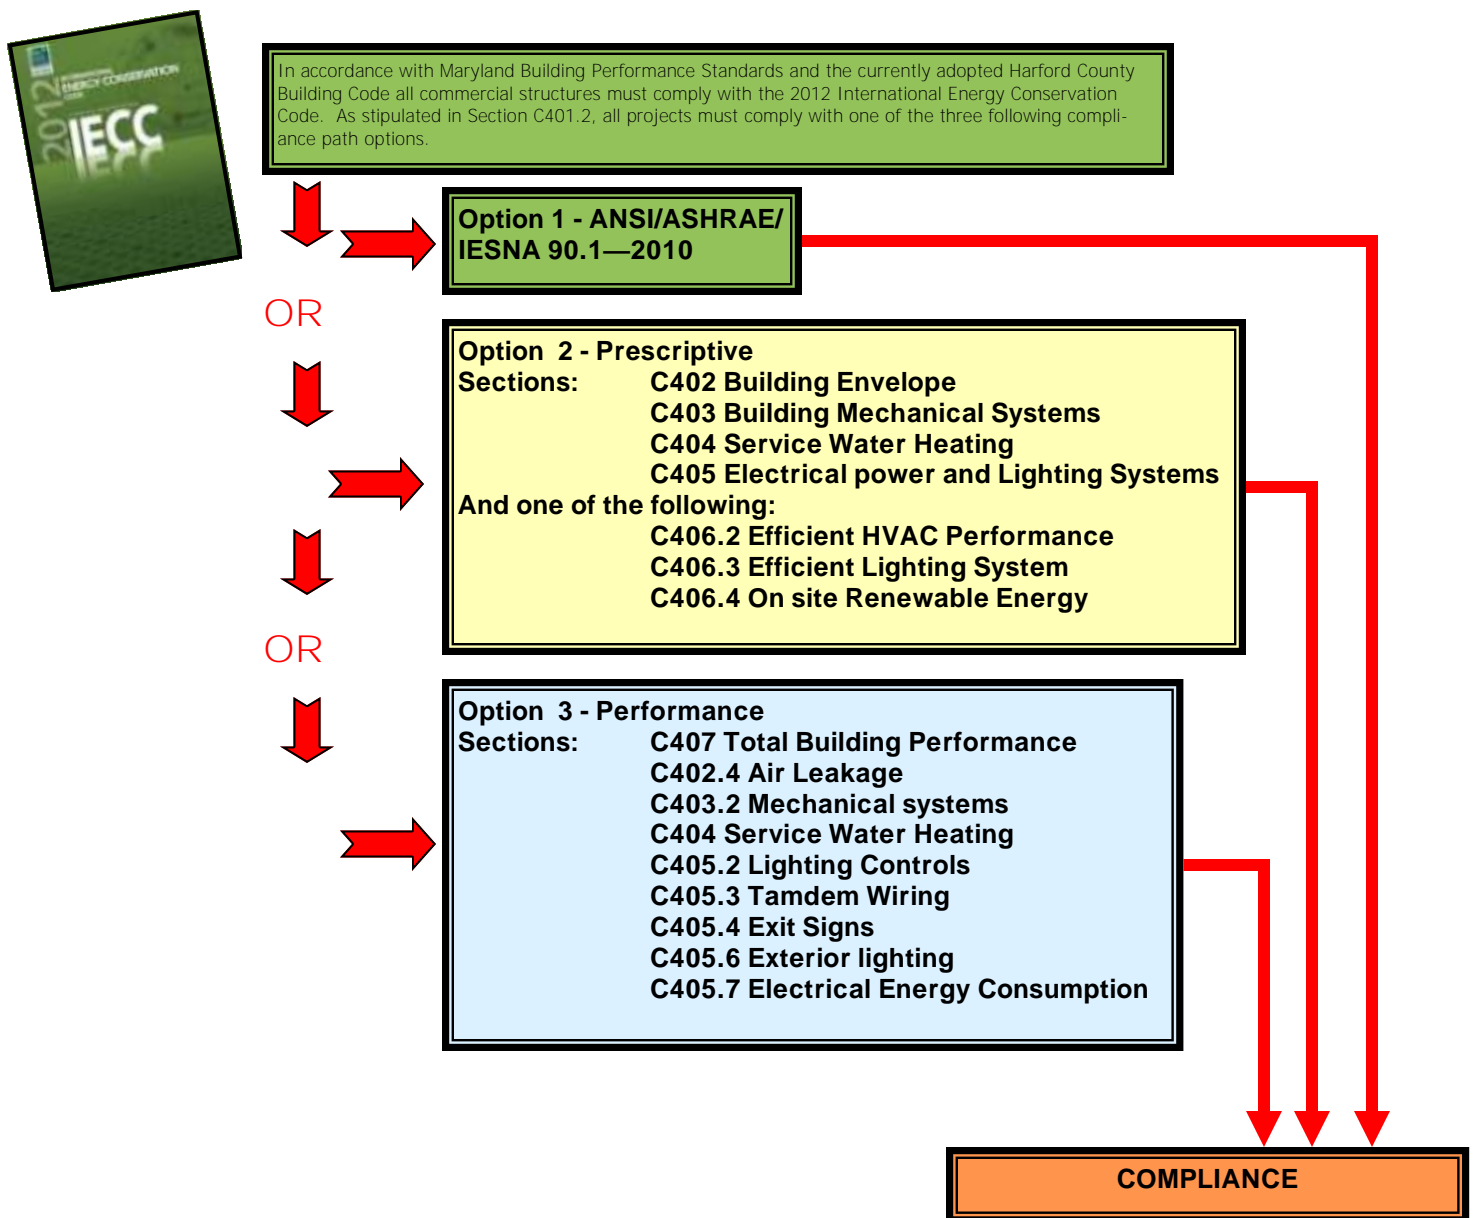 2012
INTERNATIONAL
ENERGY CONSERVATION
CODE
IECC
In accordance with Maryland Building Performance Standards and the currently adopted Harford County
Building Code all commercial structures must comply with the 2012 International Energy Conservation
Code.  As stipulated in Section C401.2, all projects must comply with one of the three following compli-
ance path options.
Option 1 - ANSI/ASHRAE/
IESNA 90.1—2010
OR
Option  2 - Prescriptive
Sections: C402 Building Envelope
C403 Building Mechanical Systems
C404 Service Water Heating
C405 Electrical power and Lighting Systems
And one of the following:
C406.2 Efficient HVAC Performance
C406.3 Efficient Lighting System
C406.4 On site Renewable Energy
OR
Option  3 - Performance
Sections: C407 Total Building Performance
C402.4 Air Leakage
C403.2 Mechanical systems
C404 Service Water Heating
C405.2 Lighting Controls
C405.3 Tamdem Wiring
C405.4 Exit Signs
C405.6 Exterior lighting
C405.7 Electrical Energy Consumption
COMPLIANCE